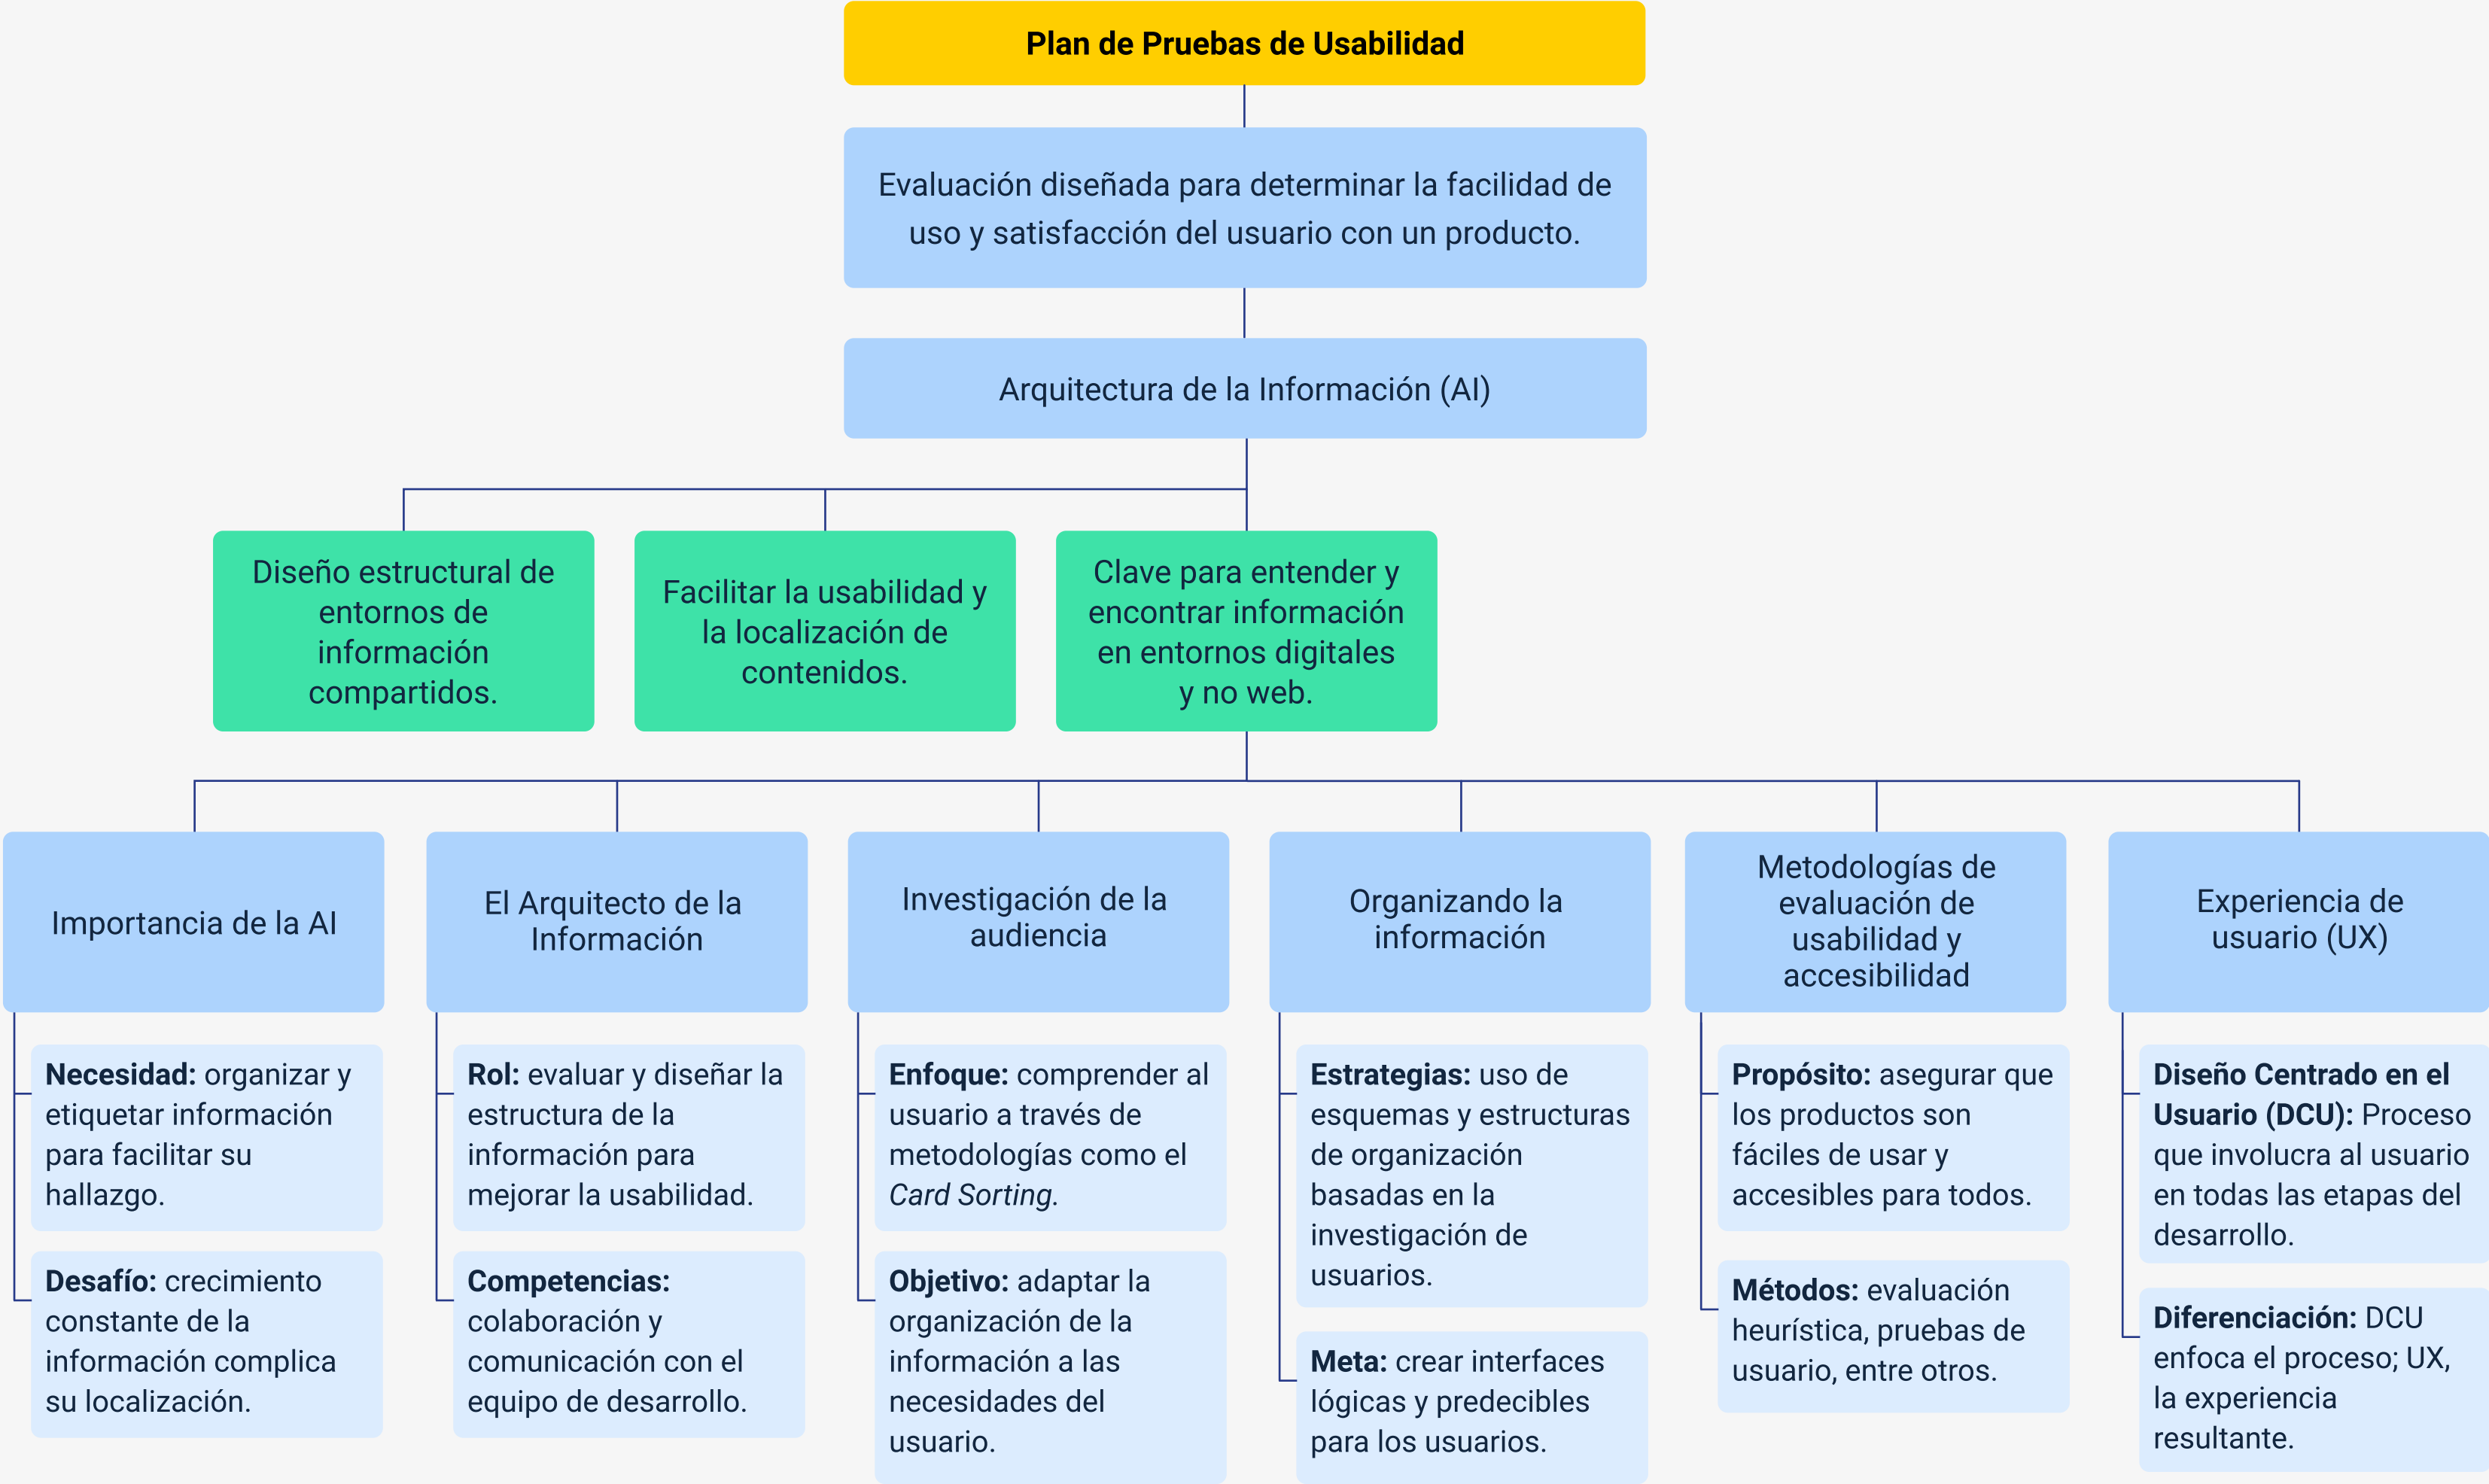 Plan de Pruebas de Usabilidad
Evaluación diseñada para determinar la facilidad de
uso y satisfacción del usuario con un producto.
Arquitectura de la Información (AI)
Diseño estructural de
entornos de
información
compartidos.
Facilitar la usabilidad y
la localización de
contenidos.
Clave para entender y
encontrar información
en entornos digitales
y no web.
Importancia de la AI
Necesidad: organizar y
etiquetar información
para facilitar su
hallazgo.
Desafío: crecimiento
constante de la
información complica
su localización.
El Arquitecto de la
Información
Rol: evaluar y diseñar la
estructura de la
información para
mejorar la usabilidad.
Competencias:
colaboración y
comunicación con el
equipo de desarrollo.
Investigación de la
audiencia
Enfoque: comprender al
usuario a través de
metodologías como el
Card Sorting.
Objetivo: adaptar la
organización de la
información a las
necesidades del
usuario.
Organizando la
información
Estrategias: uso de
esquemas y estructuras
de organización
basadas en la
investigación de
usuarios.
Meta: crear interfaces
lógicas y predecibles
para los usuarios.
Metodologías de
evaluación de
usabilidad y
accesibilidad
Propósito: asegurar que
los productos son
fáciles de usar y
accesibles para todos.
Métodos: evaluación
heurística, pruebas de
usuario, entre otros.
Experiencia de
usuario (UX)
Diseño Centrado en el
Usuario (DCU): Proceso
que involucra al usuario
en todas las etapas del
desarrollo.
Diferenciación: DCU
enfoca el proceso; UX,
la experiencia
resultante.